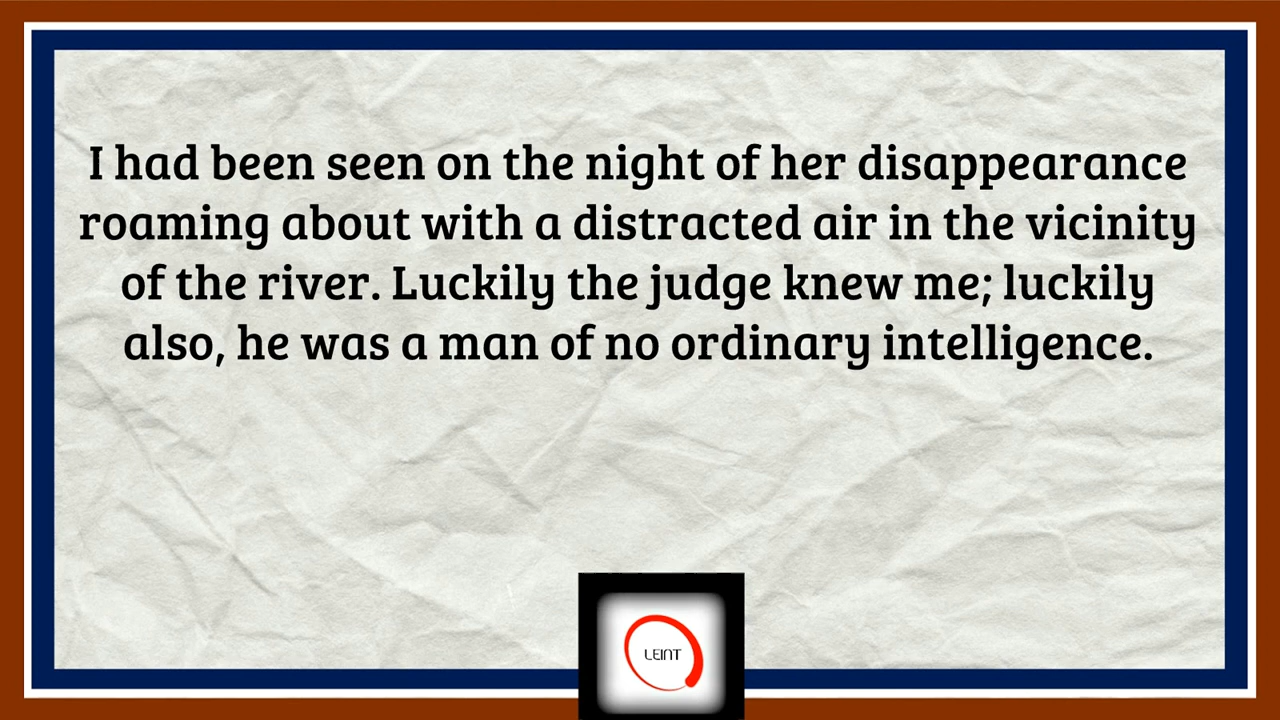 I had been seen on the night of her disappearance
roaming about with a distracted air in the vicinity
of the river. Luckily the judge knew me; luckily
also, he was a man of no ordinary intelligence.
LEINT